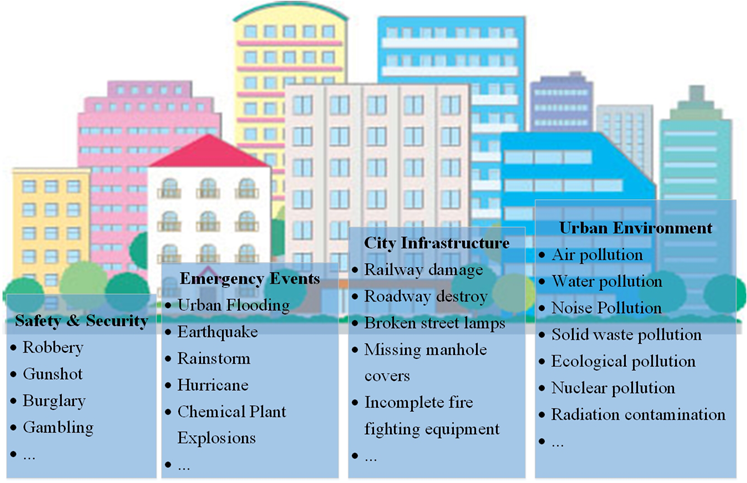 Safety & Security
• Robbery
• Gunshot
• Burglary
• Gambling
• ...
Emergency Events
• Urban Flooding
• Earthquake
• Rainstorm
• Hurricane
• Chemical Plant
Explosions
• ...
City Infrastructure
• Railway damage
• Roadway destroy
• Broken street lamps
• Missing manhole
covers
• Incomplete fire
fighting equipment
• ...
Urban Environment
• Air pollution
• Water pollution
• Noise Pollution
• Solid waste pollution
• Ecological pollution
• Nuclear pollution
• Radiation contamination
• ...